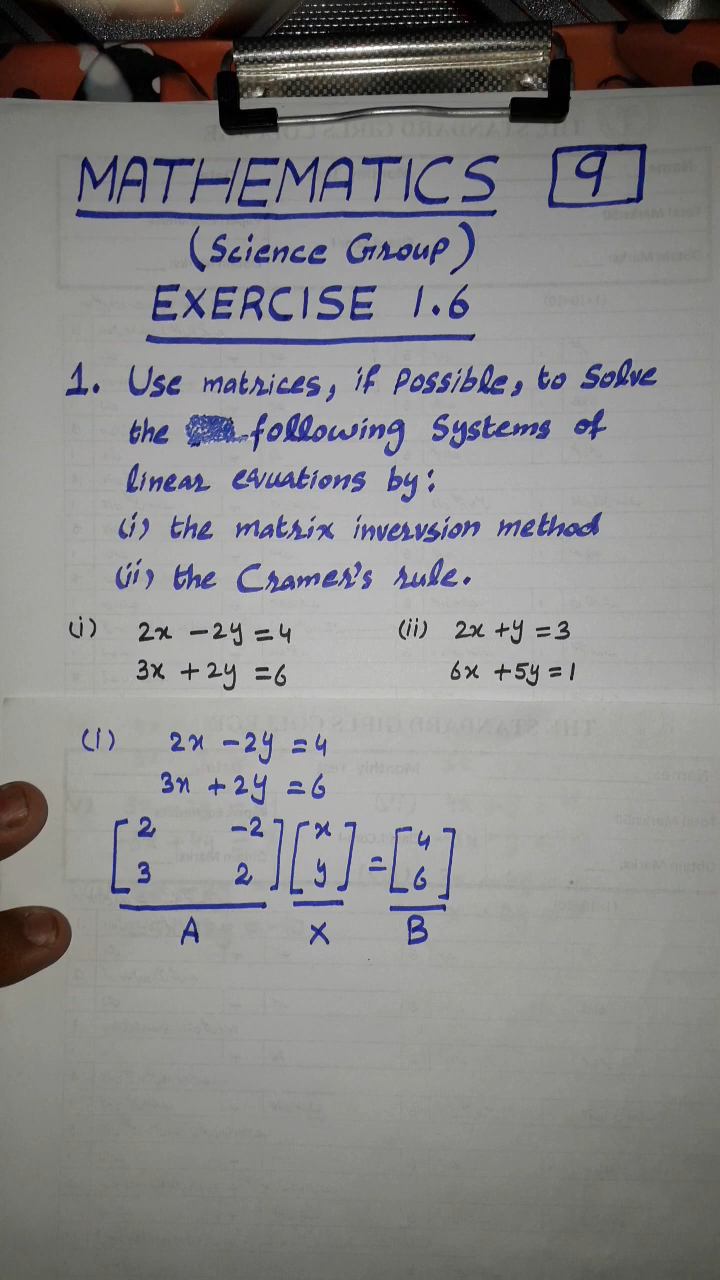 MATHEMATICS 9
(Science Group)
EXERCISE 1.6
1. Use matrices, if Possible, to Solve
the following Systems of
linear equations by:
(i) the matrix invervsion method
(ii) the Cramer's rule.
(i) 2x - 2y = 4 (ii) 2x + y = 3
3x + 2y = 6 6x + 5y = 1
(i) 2x - 2y = 4
3x + 2y = 6
[2 -2] [x] = [4]
[3 2] [y] = [6]
A X B